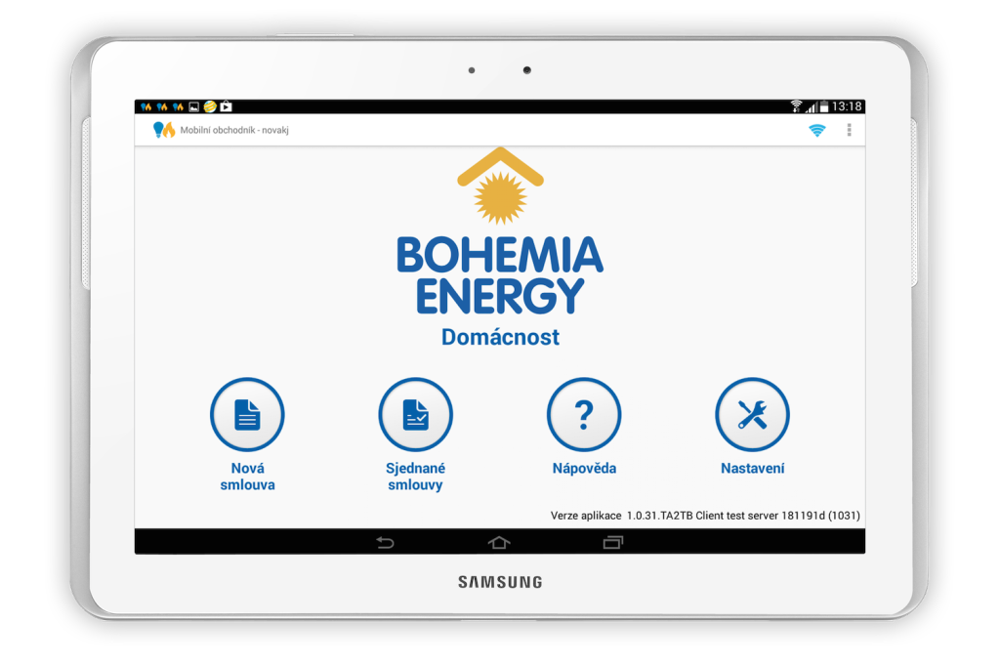 13:18
Mobilní obchodník - novakj
BOHEMIA
ENERGY
Domácnost
?
Nová
smlouva
Sjednané
smlouvy
Nápověda
Nastavení
Verze aplikace 1.0.31.TA2TB Client test server 181191d (1031)
SAMSUNG